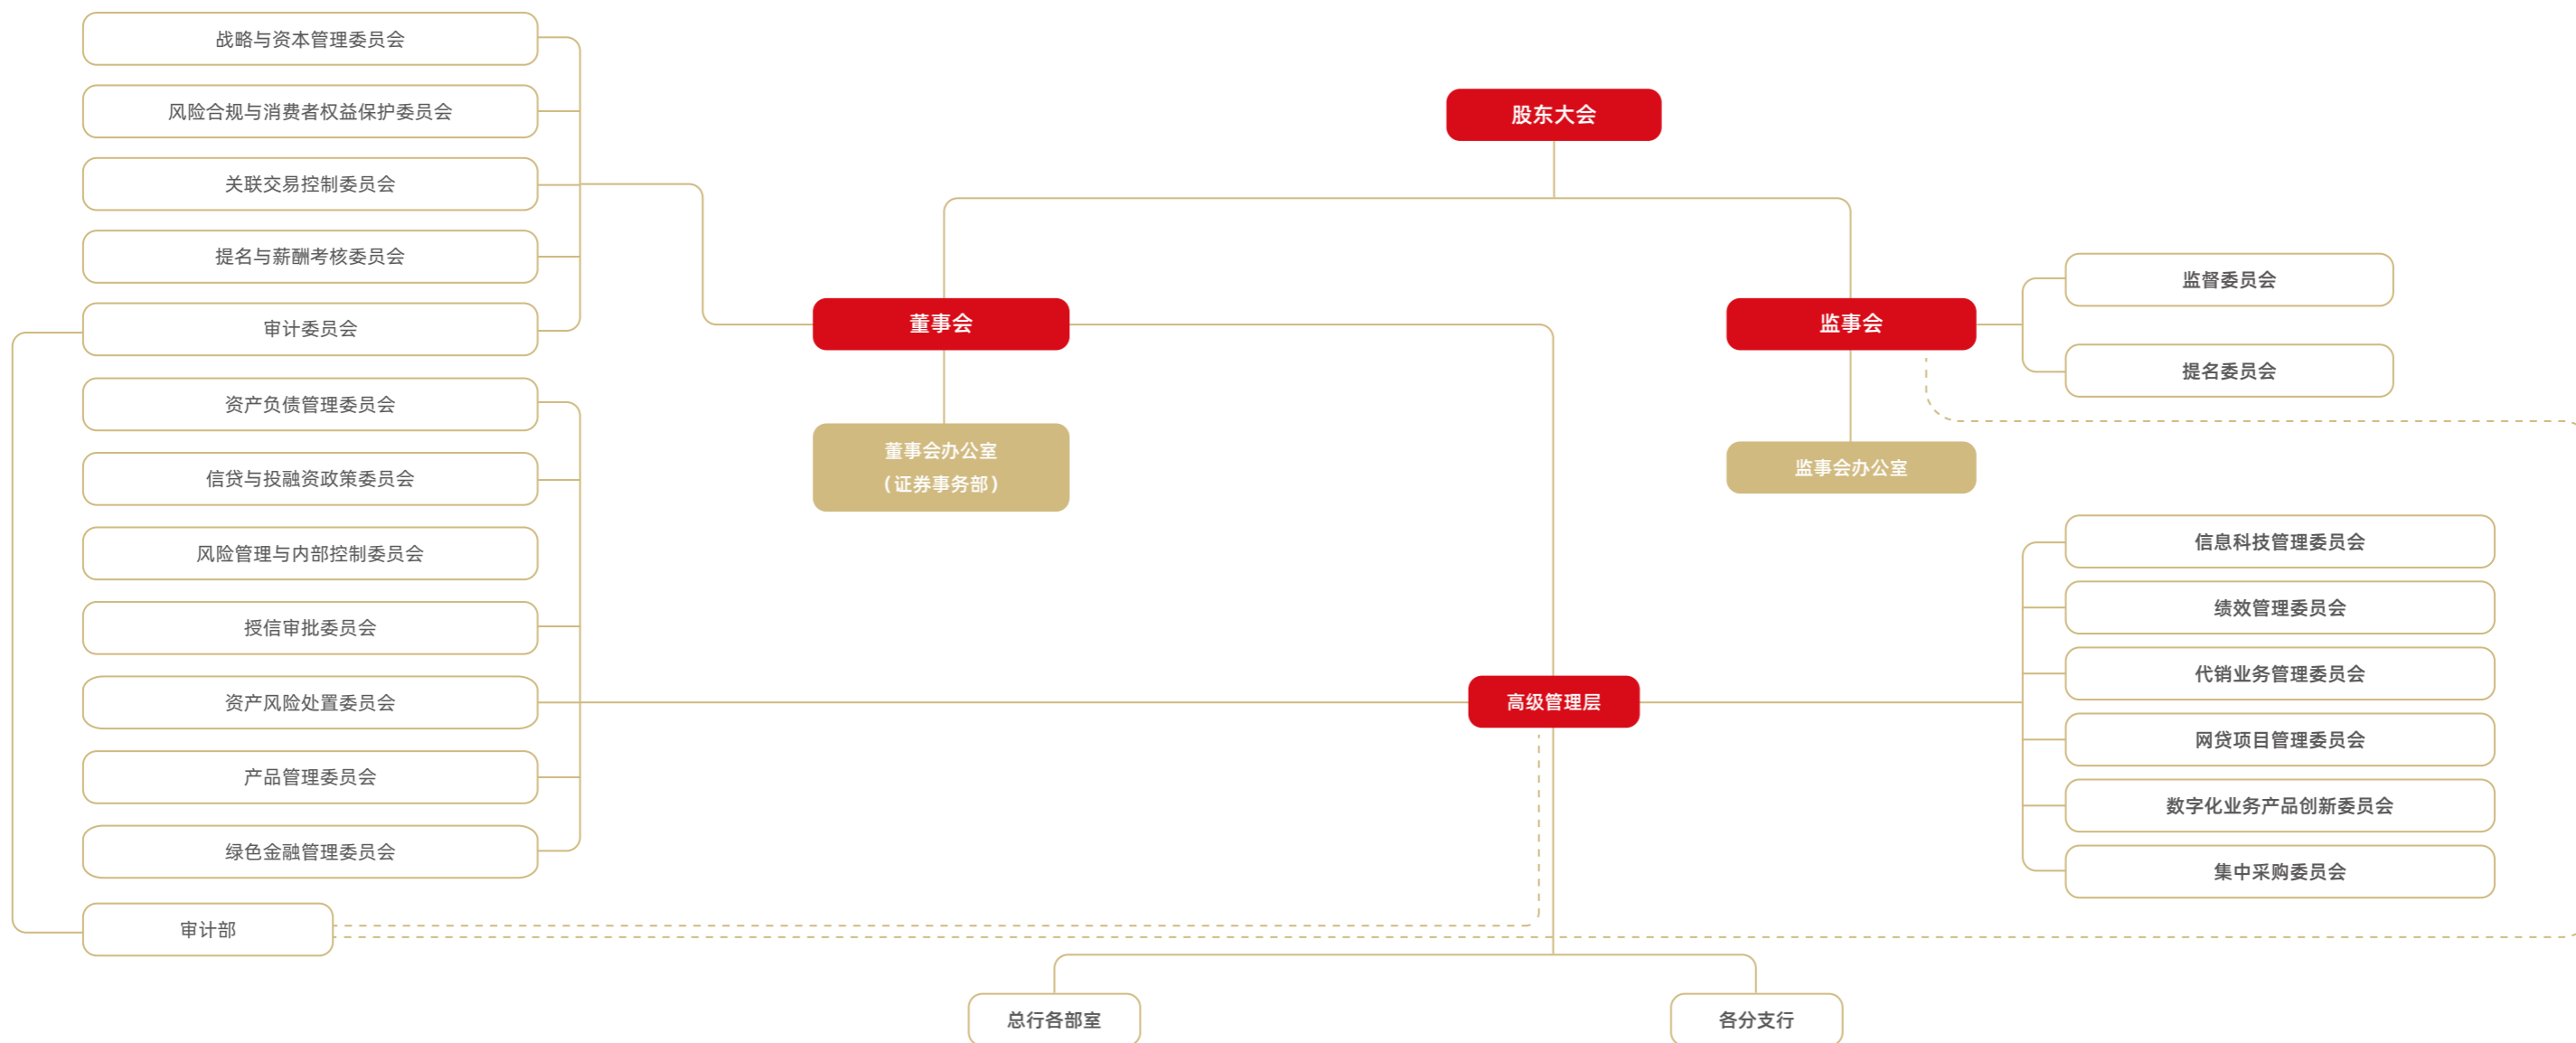 战略与资本管理委员会
风险合规与消费者权益保护委员会
关联交易控制委员会
提名与薪酬考核委员会
审计委员会
资产负债管理委员会
信贷与投融资政策委员会
风险管理与内部控制委员会
授信审批委员会
资产风险处置委员会
产品管理委员会
绿色金融管理委员会
审计部
股东大会
董事会
董事会办公室
(证券事务部)
监事会
监事会办公室
监督委员会
提名委员会
高级管理层
信息科技管理委员会
绩效管理委员会
代销业务管理委员会
网贷项目管理委员会
数字化业务产品创新委员会
集中采购委员会
总行各部室
各分支行